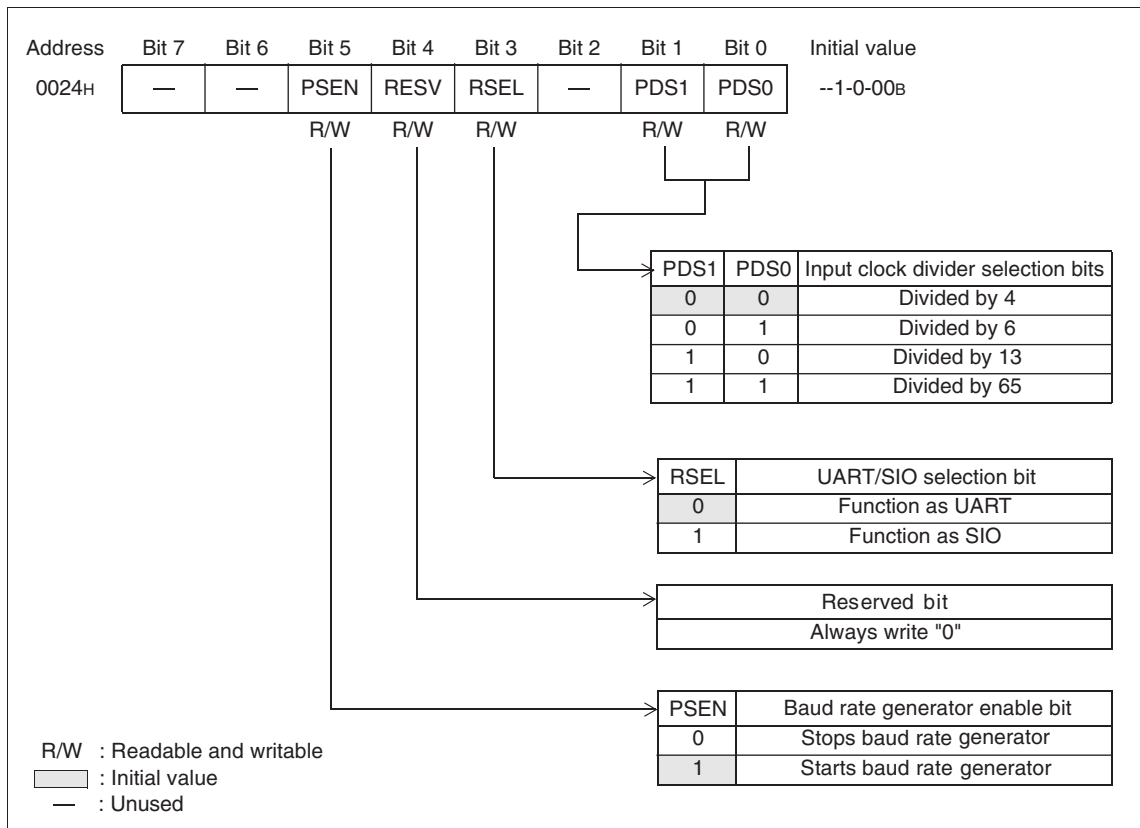 Address Bit 7 Bit 6 Bit 5 Bit 4 Bit 3 Bit 2 Bit 1 Bit 0 Initial value
0024H — — PSEN RESV RSEL — PDS1 PDS0 --1-0-00B
R/W R/W R/W R/W R/W
PDS1 PDS0 Input clock divider selection bits
0 0 Divided by 4
0 1 Divided by 6
1 0 Divided by 13
1 1 Divided by 65
RSEL UART/SIO selection bit
0 Function as UART
1 Function as SIO
Reserved bit
Always write "0"
PSEN Baud rate generator enable bit
0 Stops baud rate generator
1 Starts baud rate generator
R/W : Readable and writable
: Initial value
— : Unused